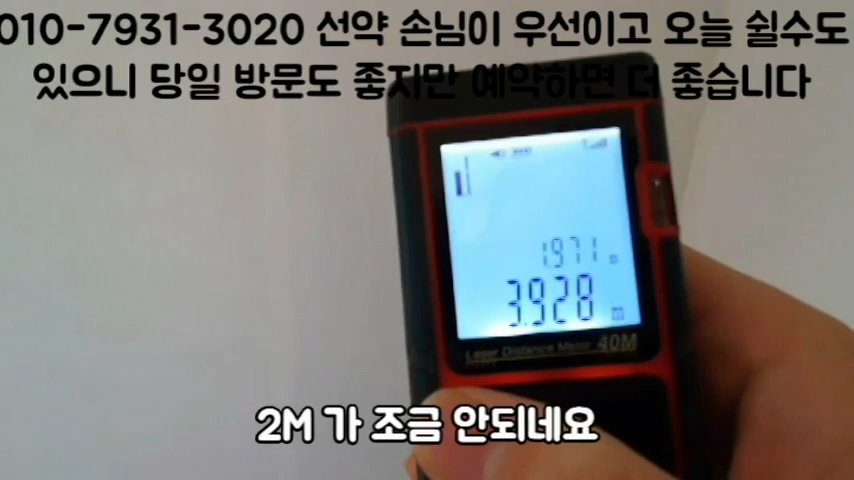 010-7931-3020 선약 손님이 우선이고 오늘 쉴수도
있으니 당일 방문도 좋지만 예약하면 더 좋습니다
1.971 m
3.928 m
Laser Distance Meter 40M
2M 가 조금 안되네요